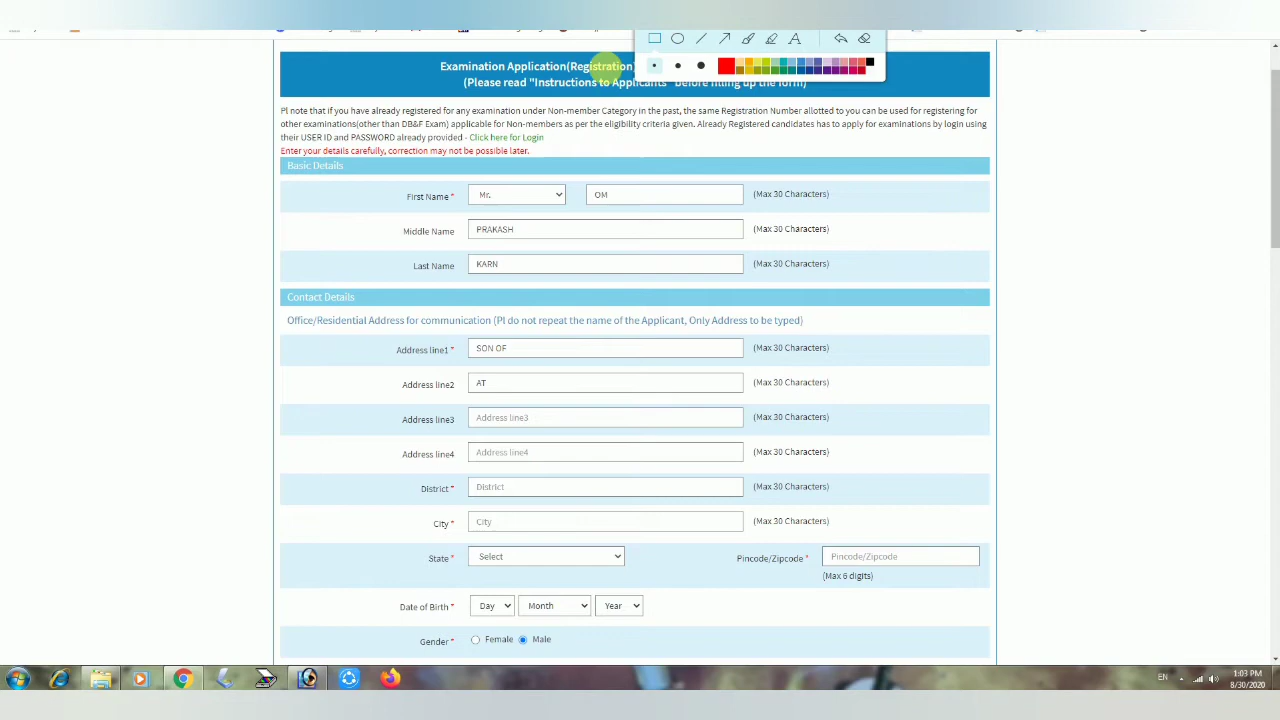 Examination Application(Registration)
(Please read "Instructions to Applicants" before filling up the form)
Pl note that if you have already registered for any examination under Non-member Category in the past, the same Registration Number allotted to you can be used for registering for
other examinations(other than DB&F Exam) applicable for Non-members as per the eligibility criteria given. Already Registered candidates has to apply for examinations by login using
their USER ID and PASSWORD already provided - Click here for Login
Enter your details carefully, correction may not be possible later.
Basic Details
First Name * Mr. OM (Max 30 Characters)
Middle Name PRAKASH (Max 30 Characters)
Last Name KARN (Max 30 Characters)
Contact Details
Office/Residential Address for communication (Pl do not repeat the name of the Applicant, Only Address to be typed)
Address line1 * SON OF (Max 30 Characters)
Address line2 AT (Max 30 Characters)
Address line3 Address line3 (Max 30 Characters)
Address line4 Address line4 (Max 30 Characters)
District * District (Max 30 Characters)
City * City (Max 30 Characters)
State * Select Pincode/Zipcode * Pincode/Zipcode
(Max 6 digits)
Date of Birth * Day Month Year
Gender * Female Male
EN 1:03 PM
8/30/2020